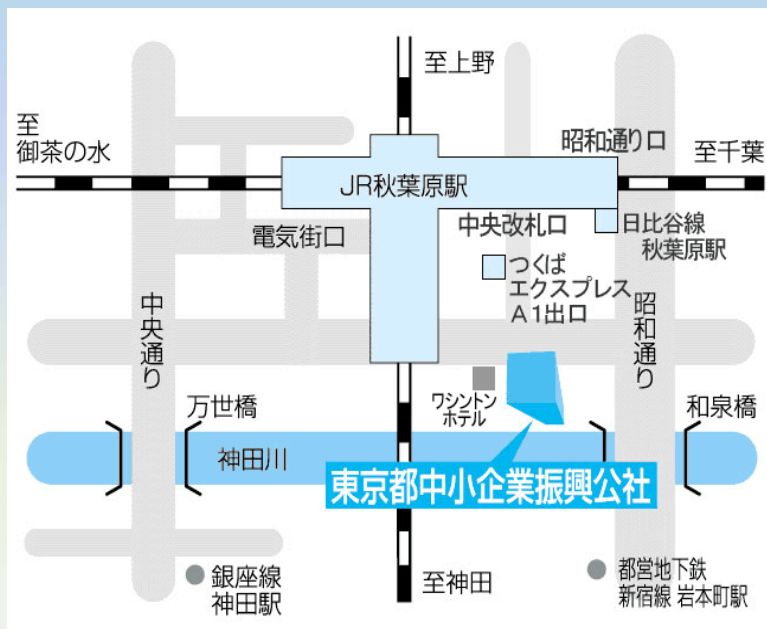 至上野
至
御茶の水
昭和通り口
至千葉
JR秋葉原駅
電気街口
中央改札口
日比谷線
秋葉原駅
つくば
エクスプレス
A1出口
中央通り
昭和通り
ワシントン
ホテル
万世橋
和泉橋
神田川
東京都中小企業振興公社
銀座線
神田駅
至神田
都営地下鉄
新宿線 岩本町駅